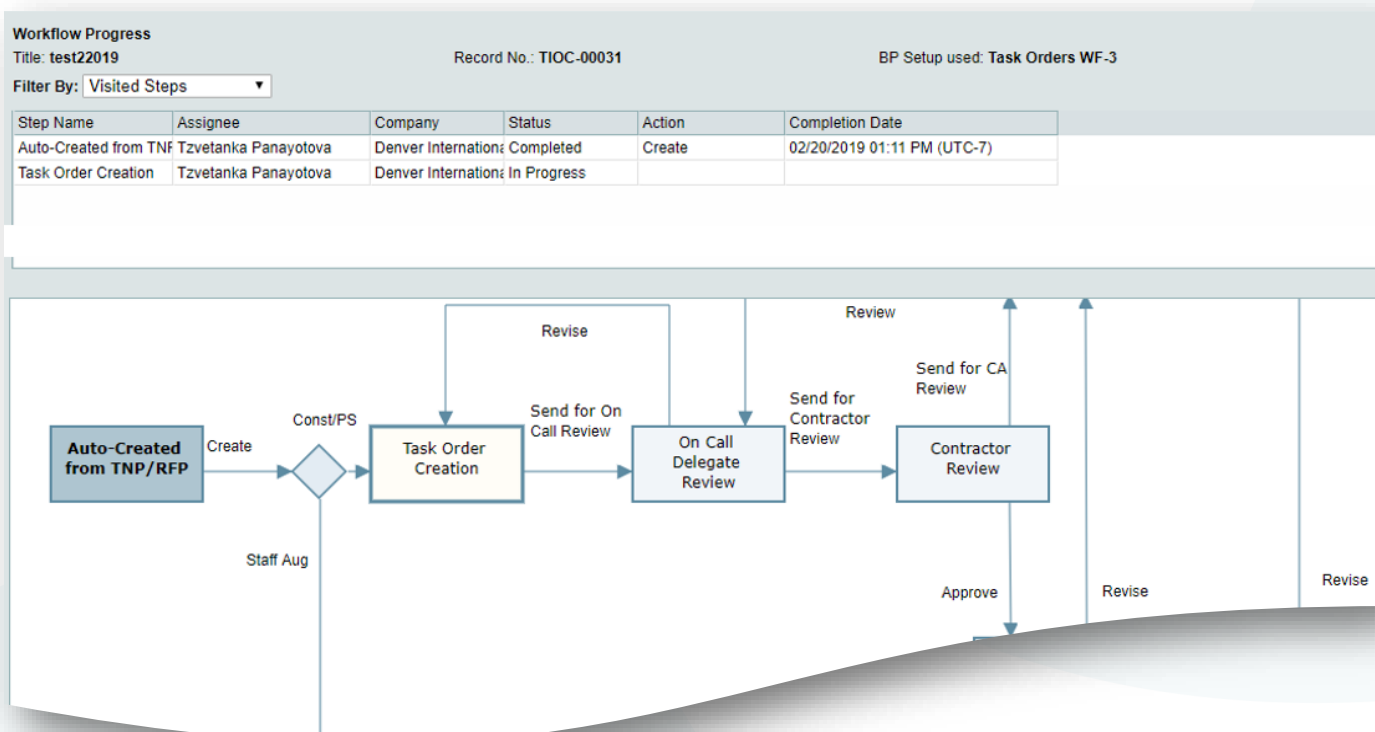 Workflow Progress
Title: test22019 Record No.: TIOC-00031 BP Setup used: Task Orders WF-3
Filter By: Visited Steps
Step Name Assignee Company Status Action Completion Date
Auto-Created from TNF Tzvetanka Panayotova Denver Internationa Completed Create 02/20/2019 01:11 PM (UTC-7)
Task Order Creation Tzvetanka Panayotova Denver Internationa In Progress
Review
Revise
Send for CA
Review
Send for
Contractor
Review
Send for On
Call Review
Const/PS
Create
Auto-Created
from TNP/RFP
Task Order
Creation
On Call
Delegate
Review
Contractor
Review
Staff Aug
Approve
Revise
Revise